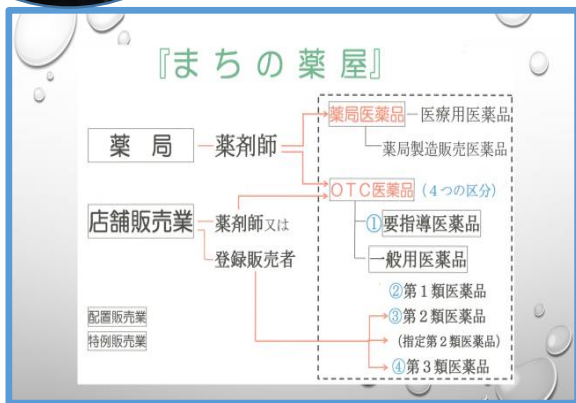 『まちの薬屋』
薬局医薬品－医療用医薬品
薬局－薬剤師
薬局製造販売医薬品
OTC医薬品（４つの区分）
店舗販売業－薬剤師又は
①要指導医薬品
登録販売者
一般用医薬品
②第１類医薬品
配置販売業
③第２類医薬品
特例販売業
(指定第２類医薬品)
④第３類医薬品